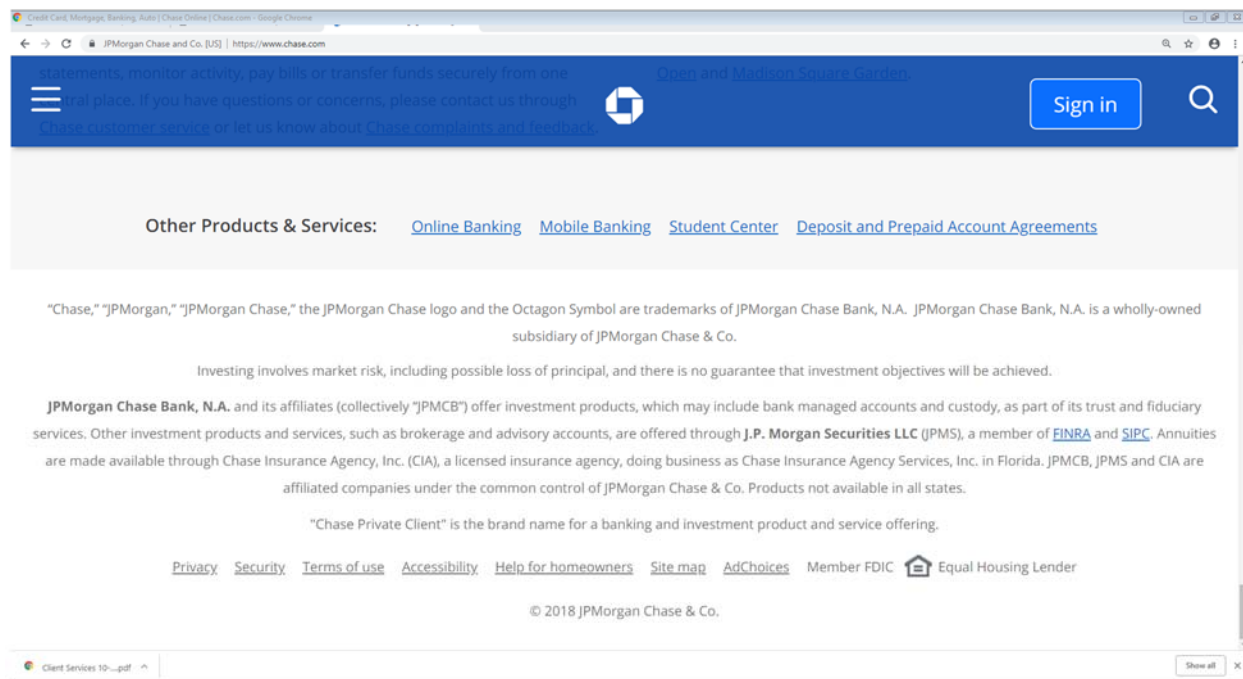 Credit Card, Mortgage, Banking, Auto | Chase Online | Chase.com - Google Chrome
JPMorgan Chase and Co. [US] | https://www.chase.com
statements, monitor activity, pay bills or transfer funds securely from one
central place. If you have questions or concerns, please contact us through
Chase customer service or let us know about Chase complaints and feedback.
Open and Madison Square Garden.
Sign in
Other Products & Services: Online Banking Mobile Banking Student Center Deposit and Prepaid Account Agreements
“Chase,” “JPMorgan,” “JPMorgan Chase,” the JPMorgan Chase logo and the Octagon Symbol are trademarks of JPMorgan Chase Bank, N.A. JPMorgan Chase Bank, N.A. is a wholly-owned
subsidiary of JPMorgan Chase & Co.
Investing involves market risk, including possible loss of principal, and there is no guarantee that investment objectives will be achieved.
JPMorgan Chase Bank, N.A. and its affiliates (collectively “JPMCB”) offer investment products, which may include bank managed accounts and custody, as part of its trust and fiduciary
services. Other investment products and services, such as brokerage and advisory accounts, are offered through J.P. Morgan Securities LLC (JPMS), a member of FINRA and SIPC. Annuities
are made available through Chase Insurance Agency, Inc. (CIA), a licensed insurance agency, doing business as Chase Insurance Agency Services, Inc. in Florida. JPMCB, JPMS and CIA are
affiliated companies under the common control of JPMorgan Chase & Co. Products not available in all states.
"Chase Private Client" is the brand name for a banking and investment product and service offering.
Privacy Security Terms of use Accessibility Help for homeowners Site map AdChoices Member FDIC Equal Housing Lender
© 2018 JPMorgan Chase & Co.
Client Services 10-....pdf
Show all